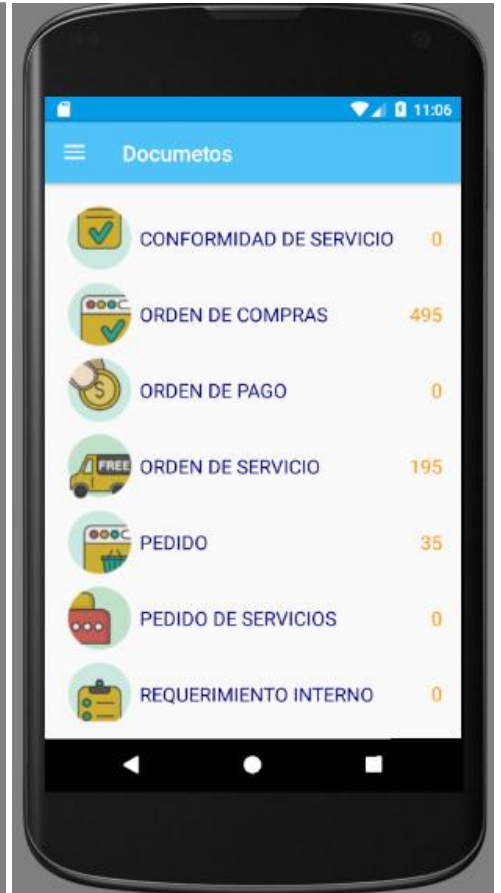 11:06
Documetos
CONFORMIDAD DE SERVICIO 0
ORDEN DE COMPRAS 495
ORDEN DE PAGO 0
FREE
ORDEN DE SERVICIO 195
PEDIDO 35
PEDIDO DE SERVICIOS 0
REQUERIMIENTO INTERNO 0